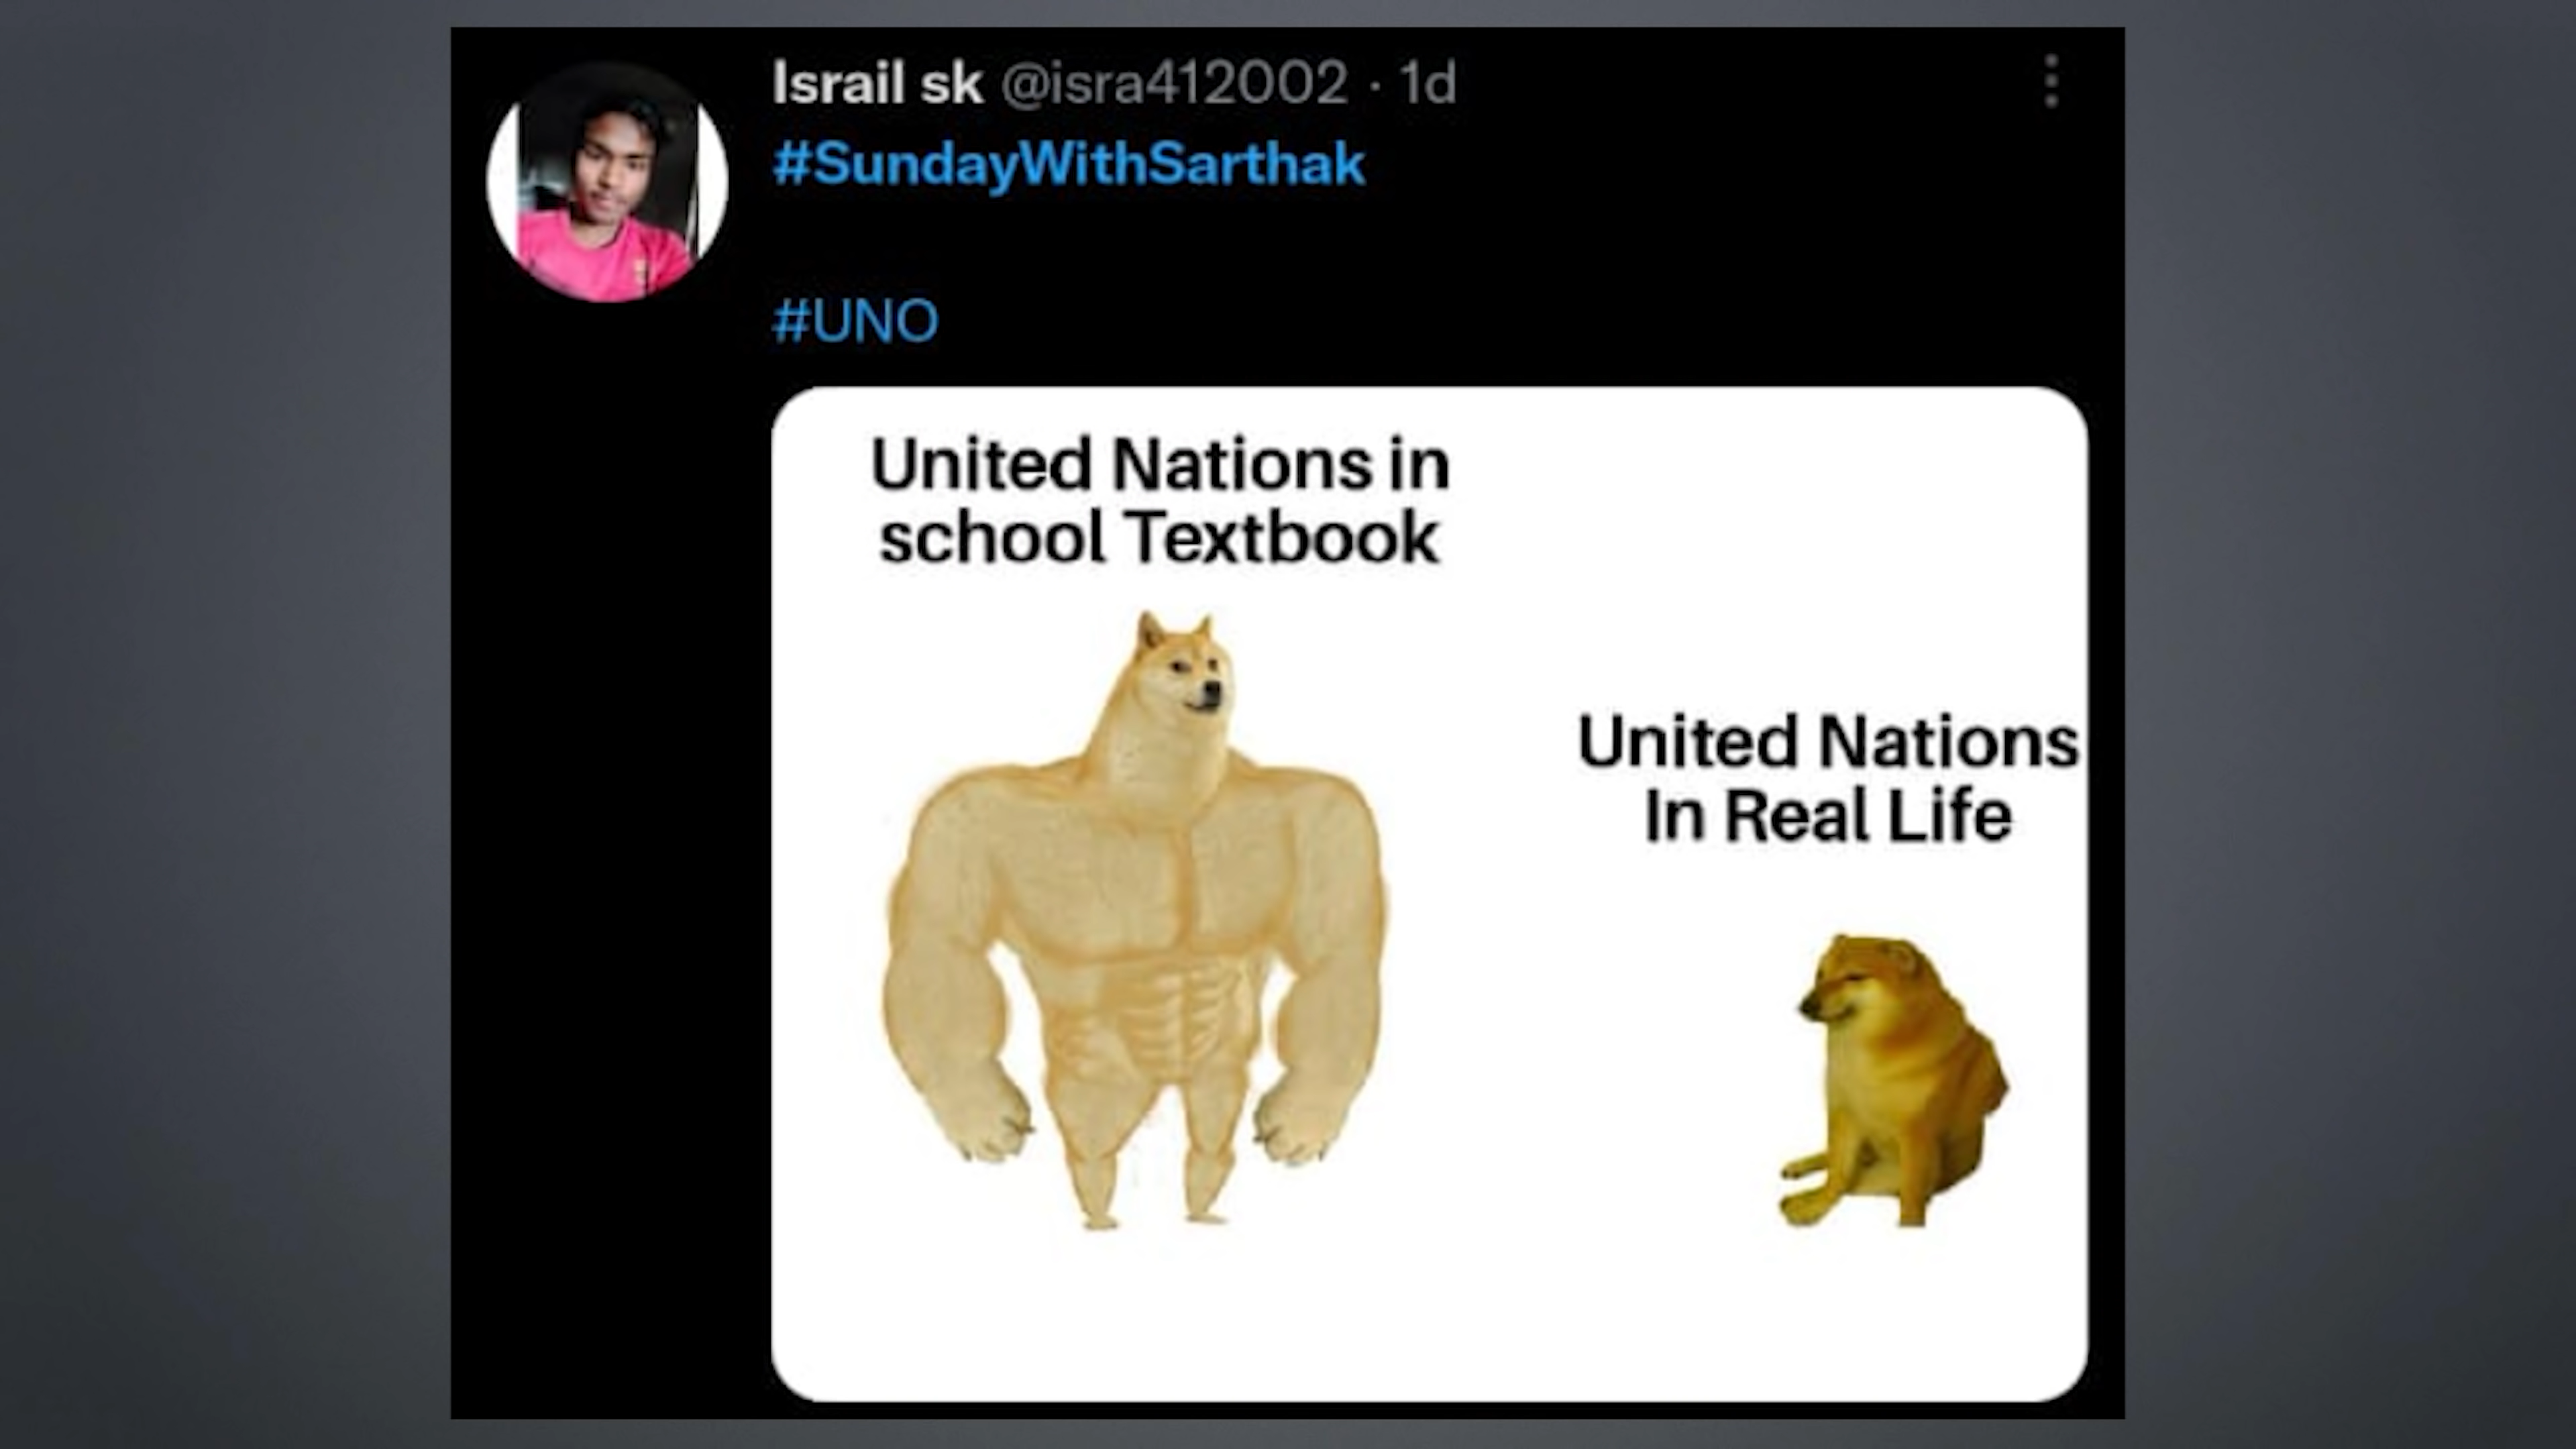 Israil sk @isra412002 · 1d
#SundayWithSarthak
#UNO
United Nations in
school Textbook
United Nations
In Real Life